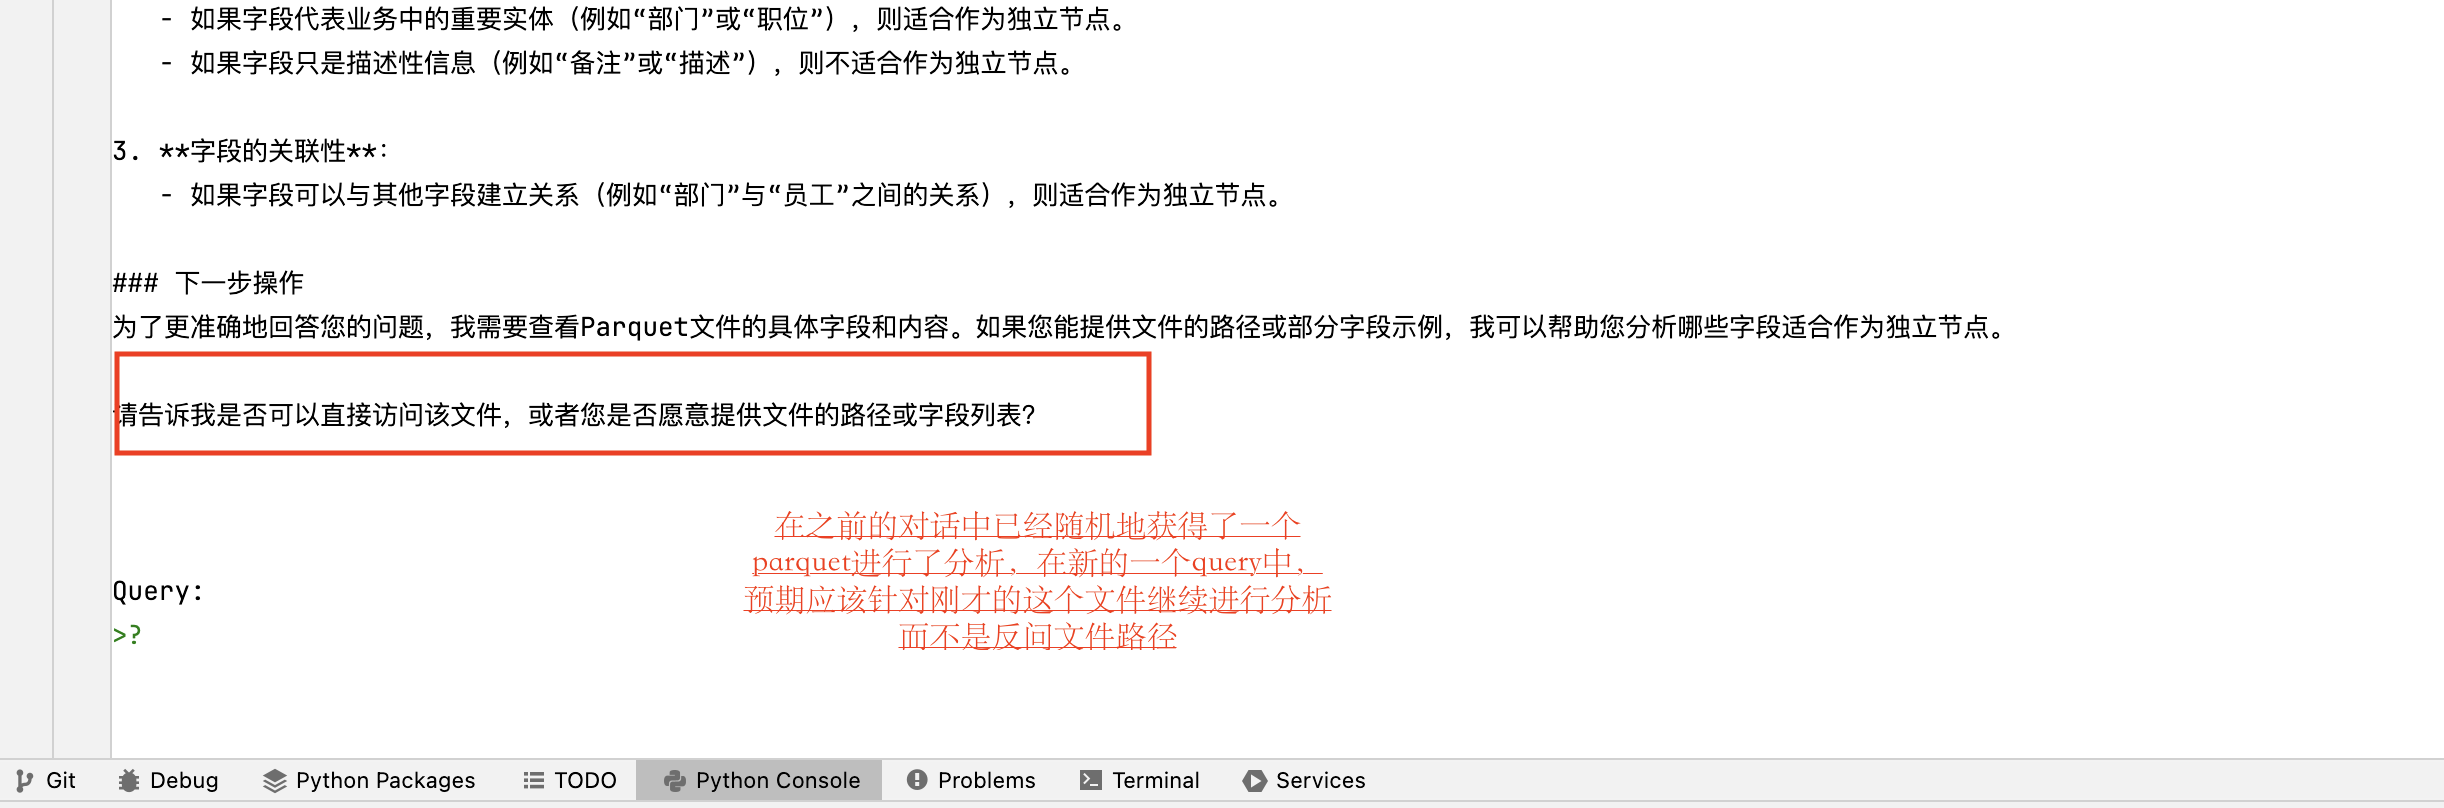 - 如果字段代表业务中的重要实体（例如“部门”或“职位”），则适合作为独立节点。
- 如果字段只是描述性信息（例如“备注”或“描述”），则不适合作为独立节点。
3. **字段的关联性**：
- 如果字段可以与其他字段建立关系（例如“部门”与“员工”之间的关系），则适合作为独立节点。
### 下一步操作
为了更准确地回答您的问题，我需要查看Parquet文件的具体字段和内容。如果您能提供文件的路径或部分字段示例，我可以帮助您分析哪些字段适合作为独立节点。
请告诉我是否可以直接访问该文件，或者您是否愿意提供文件的路径或字段列表？
在之前的对话中已经随机地获得了一个
parquet进行了分析，在新的一个query中，
预期应该针对刚才的这个文件继续进行分析
而不是反问文件路径
Query:
>?
Git Debug Python Packages TODO Python Console Problems Terminal Services